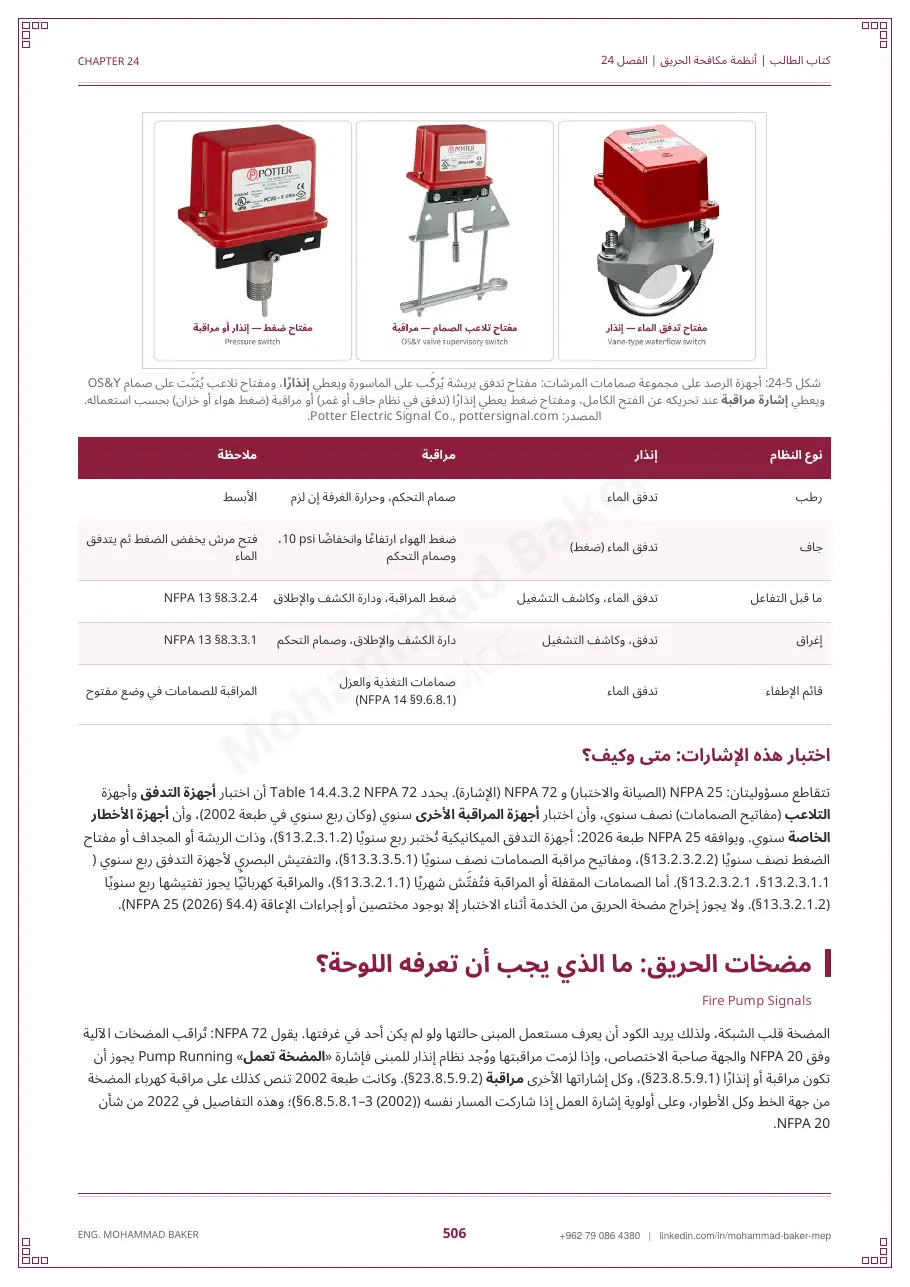 كتاب الطالب | أنظمة مكافحة الحريق | الفصل 24
CHAPTER 24
POTTER
PCVS-2
POTTER
مفتاح تدفق الماء — إنذار
Vane-type waterflow switch
مفتاح تلاعب الصمام — مراقبة
OS&Y valve supervisory switch
مفتاح ضغط — إنذار أو مراقبة
Pressure switch
شكل 5-24: أجهزة الرصد على مجموعة صمامات المرشات: مفتاح تدفق بريشة يُركَّب على الماسورة ويعطي إنذارًا، ومفتاح تلاعب يُثبَّت على صمام OS&Y
ويعطي إشارة مراقبة عند تحريكه عن الفتح الكامل، ومفتاح ضغط يعطي إنذارًا (تدفق في نظام جاف أو غمر) أو مراقبة (ضغط هواء أو خزان) بحسب استعماله.
المصدر: Potter Electric Signal Co., pottersignal.com.
نوع النظام إنذار مراقبة ملاحظة
رطب تدفق الماء صمام التحكم، وحرارة الغرفة إن لزم الأبسط
جاف تدفق الماء (ضغط) ضغط الهواء ارتفاعًا وانخفاضًا 10 psi، وصمام التحكم فتح مرش يخفض الضغط ثم يتدفق الماء
ما قبل التفاعل تدفق الماء، وكاشف التشغيل ضغط المراقبة، ودارة الكشف والإطلاق NFPA 13 §8.3.2.4
إغراق تدفق، وكاشف التشغيل دارة الكشف والإطلاق، وصمام التحكم NFPA 13 §8.3.3.1
قائم الإطفاء تدفق الماء صمامات التغذية والعزل (NFPA 14 §9.6.8.1) المراقبة للصمامات في وضع مفتوح
Mohammad Baker
MCC
اختبار هذه الإشارات: متى وكيف؟
تتقاطع مسؤوليتان: NFPA 25 (الصيانة والاختبار) و NFPA 72 (الإشارة). يحدد Table 14.4.3.2 NFPA 72 أن اختبار أجهزة التدفق وأجهزة
التلاعب (مفاتيح الصمامات) نصف سنوي، وأن اختبار أجهزة المراقبة الأخرى سنوي (وكان ربع سنوي في طبعة 2002)، وأن أجهزة الأخطار
الخاصة سنوي. ويوافقه NFPA 25 طبعة 2026: أجهزة التدفق الميكانيكية تُختبر ربع سنويًا (§13.2.3.1.2)، وذات الريشة أو المجداف أو مفتاح
الضغط نصف سنويًا (§13.2.3.2.2)، ومفاتيح مراقبة الصمامات نصف سنويًا (§13.3.3.5.1)، والتفتيش البصري لأجهزة التدفق ربع سنوي (
§13.2.3.1.1، §13.2.3.2.1). أما الصمامات المقفلة أو المراقَبة فتُفتَّش شهريًا (§13.3.2.1.1)، والمراقبة كهربائيًّا يجوز تفتيشها ربع سنويًا
(§13.3.2.1.2). ولا يجوز إخراج مضخة الحريق من الخدمة أثناء الاختبار إلا بوجود مختصين أو إجراءات الإعاقة (NFPA 25 (2026) §4.4).
مضخات الحريق: ما الذي يجب أن تعرفه اللوحة؟
Fire Pump Signals
المضخة قلب الشبكة، ولذلك يريد الكود أن يعرف مستعمل المبنى حالتها ولو لم يكن أحد في غرفتها. يقول NFPA 72: تُراقَب المضخات الآلية
وفق NFPA 20 والجهة صاحبة الاختصاص، وإذا لزمت مراقبتها ووُجد نظام إنذار للمبنى فإشارة «المضخة تعمل» Pump Running يجوز أن
تكون مراقبة أو إنذارًا (§23.8.5.9.1)، وكل إشاراتها الأخرى مراقبة (§23.8.5.9.2). وكانت طبعة 2002 تنص كذلك على مراقبة كهرباء المضخة
من جهة الخط وكل الأطوار، وعلى أولوية إشارة العمل إذا شاركت المسار نفسه (§6.8.5.8.1–3 (2002))؛ وهذه التفاصيل في 2022 من شأن
NFPA 20.
ENG. MOHAMMAD BAKER
506
+962 79 086 4380 | linkedin.com/in/mohammad-baker-mep